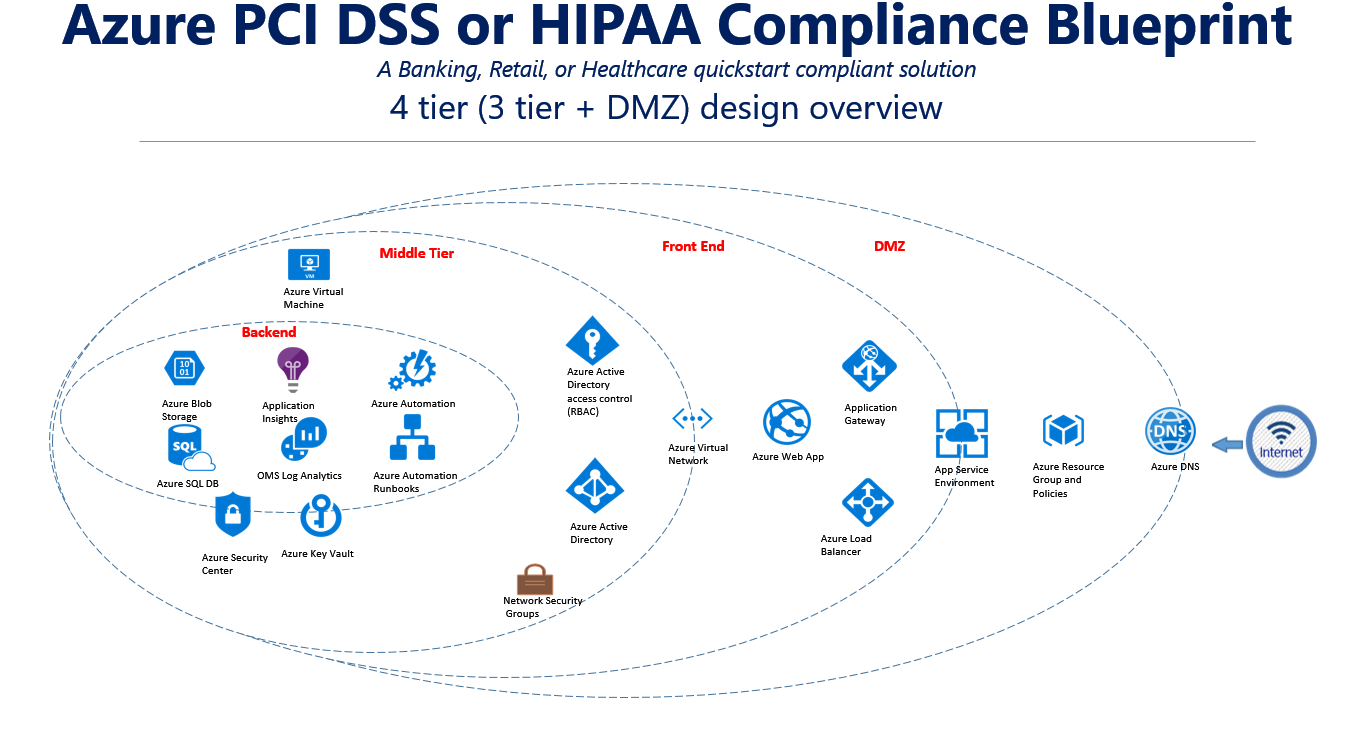 Azure PCI DSS or HIPAA Compliance Blueprint
A Banking, Retail, or Healthcare quickstart compliant solution
4 tier (3 tier + DMZ) design overview
Middle Tier
Front End
DMZ
VM
Azure Virtual
Machine
Backend
10
01
Azure Blob
Storage
Application
Insights
Azure Automation
SQL
Azure SQL DB
OMS Log Analytics
Azure Automation
Runbooks
Azure Security
Center
Azure Key Vault
Azure Active
Directory
access control
(RBAC)
Azure Active
Directory
Network Security
Groups
Azure Virtual
Network
Azure Web App
Application
Gateway
Azure Load
Balancer
App Service
Environment
Azure Resource
Group and
Policies
DNS
Azure DNS
Internet